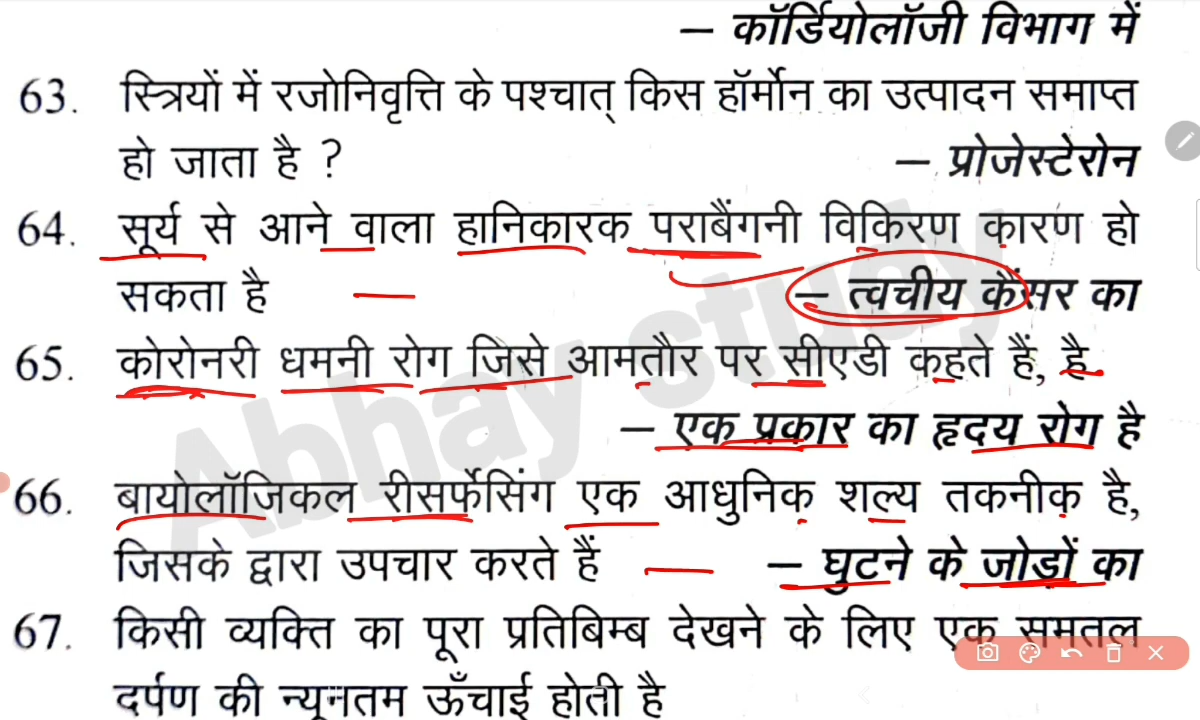 – कॉर्डियोलॉजी विभाग में
63. स्त्रियों में रजोनिवृत्ति के पश्चात् किस हॉर्मोन का उत्पादन समाप्त
हो जाता है ? – प्रोजेस्टेरोन
64. सूर्य से आने वाला हानिकारक पराबैंगनी विकिरण कारण हो
सकता है – त्वचीय कैंसर का
65. कोरोनरी धमनी रोग जिसे आमतौर पर सीएडी कहते हैं, है
– एक प्रकार का हृदय रोग है
66. बायोलॉजिकल रीसर्फेसिंग एक आधुनिक शल्य तकनीक है,
जिसके द्वारा उपचार करते हैं – घुटने के जोड़ों का
67. किसी व्यक्ति का पूरा प्रतिबिम्ब देखने के लिए एक समतल
दर्पण की न्यूनतम ऊँचाई होती है
Abhay study